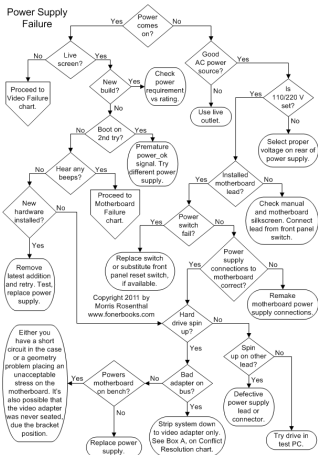 Power Supply
Failure
Power
comes
on?
Yes
No
Live
screen?
No
Yes
Good
AC power
source?
Yes
No
New
build?
Yes
No
Check
power
requirement
vs rating.
Is
110/220 V
set?
Yes
No
Proceed to
Video Failure
chart.
Use live
outlet.
Boot on
2nd try?
Yes
No
Select proper
voltage on rear of
power supply.
Premature
power_ok
signal. Try
different power
supply.
Hear any
beeps?
No
Yes
Installed
motherboard
lead?
Yes
No
New
hardware
installed?
No
Yes
Proceed to
Motherboard
Failure
chart.
Check manual
and motherboard
silkscreen. Connect
lead from front panel
switch.
Power
switch
fail?
Yes
No
Remove
latest addition
and retry. Test,
replace power
supply.
Replace switch
or substitute front
panel reset switch,
if available.
Power
supply
connections to
motherboard
correct?
Yes
No
Copyright 2011 by
Morris Rosenthal
www.fonerbooks.com
Remake
motherboard power
supply connections.
Hard
drive spin
up?
No
Yes
Either you
have a short
circuit in the case
or a geometry
problem placing an
unacceptable
stress on the
motherboard. It's
also possible that
the video adapter
was never seated,
due the bracket
position.
Powers
motherboard
on bench?
Yes
No
Bad
adapter on
bus?
No
Yes
Spin
up on other
lead?
Yes
No
Defective
power supply
lead or
connector.
Try drive in
test PC.
Replace power
supply.
Strip system down
to video adapter only.
See Box A, on Conflict
Resolution chart.